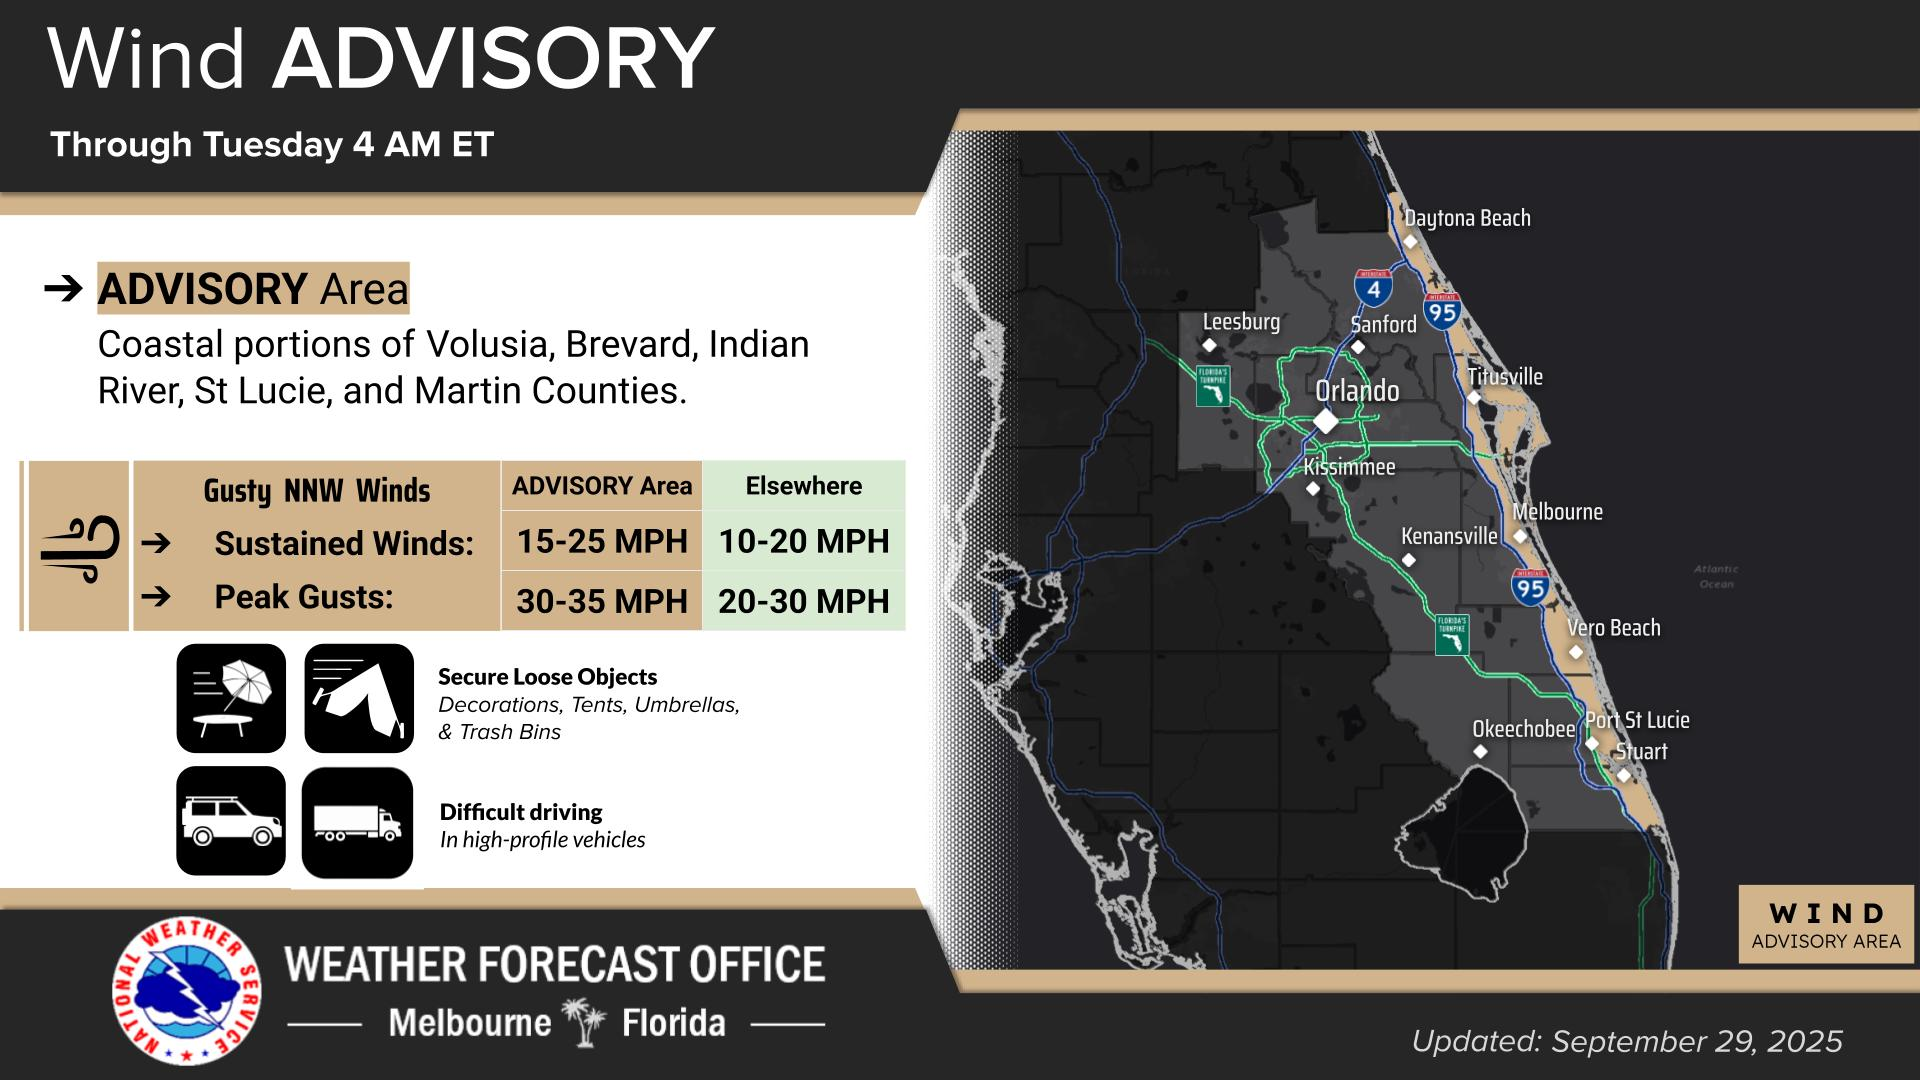 Wind ADVISORY
Through Tuesday 4 AM ET
➔ ADVISORY Area
Coastal portions of Volusia, Brevard, Indian
River, St Lucie, and Martin Counties.
Gusty NNW Winds
ADVISORY Area
Elsewhere
➔ Sustained Winds:
15-25 MPH
10-20 MPH
➔ Peak Gusts:
30-35 MPH
20-30 MPH
Secure Loose Objects
Decorations, Tents, Umbrellas,
& Trash Bins
Difficult driving
In high-profile vehicles
NATIONAL WEATHER SERVICE
WEATHER FORECAST OFFICE
Melbourne Florida
Daytona Beach
FLORIDA
INTERSTATE
4
INTERSTATE
95
Leesburg
Sanford
FLORIDA'S
TURNPIKE
Titusville
Orlando
Kissimmee
Melbourne
Kenansville
Atlantic
Ocean
INTERSTATE
95
FLORIDA'S
TURNPIKE
Vero Beach
Port St Lucie
Okeechobee
Stuart
WIND
ADVISORY AREA
Updated: September 29, 2025